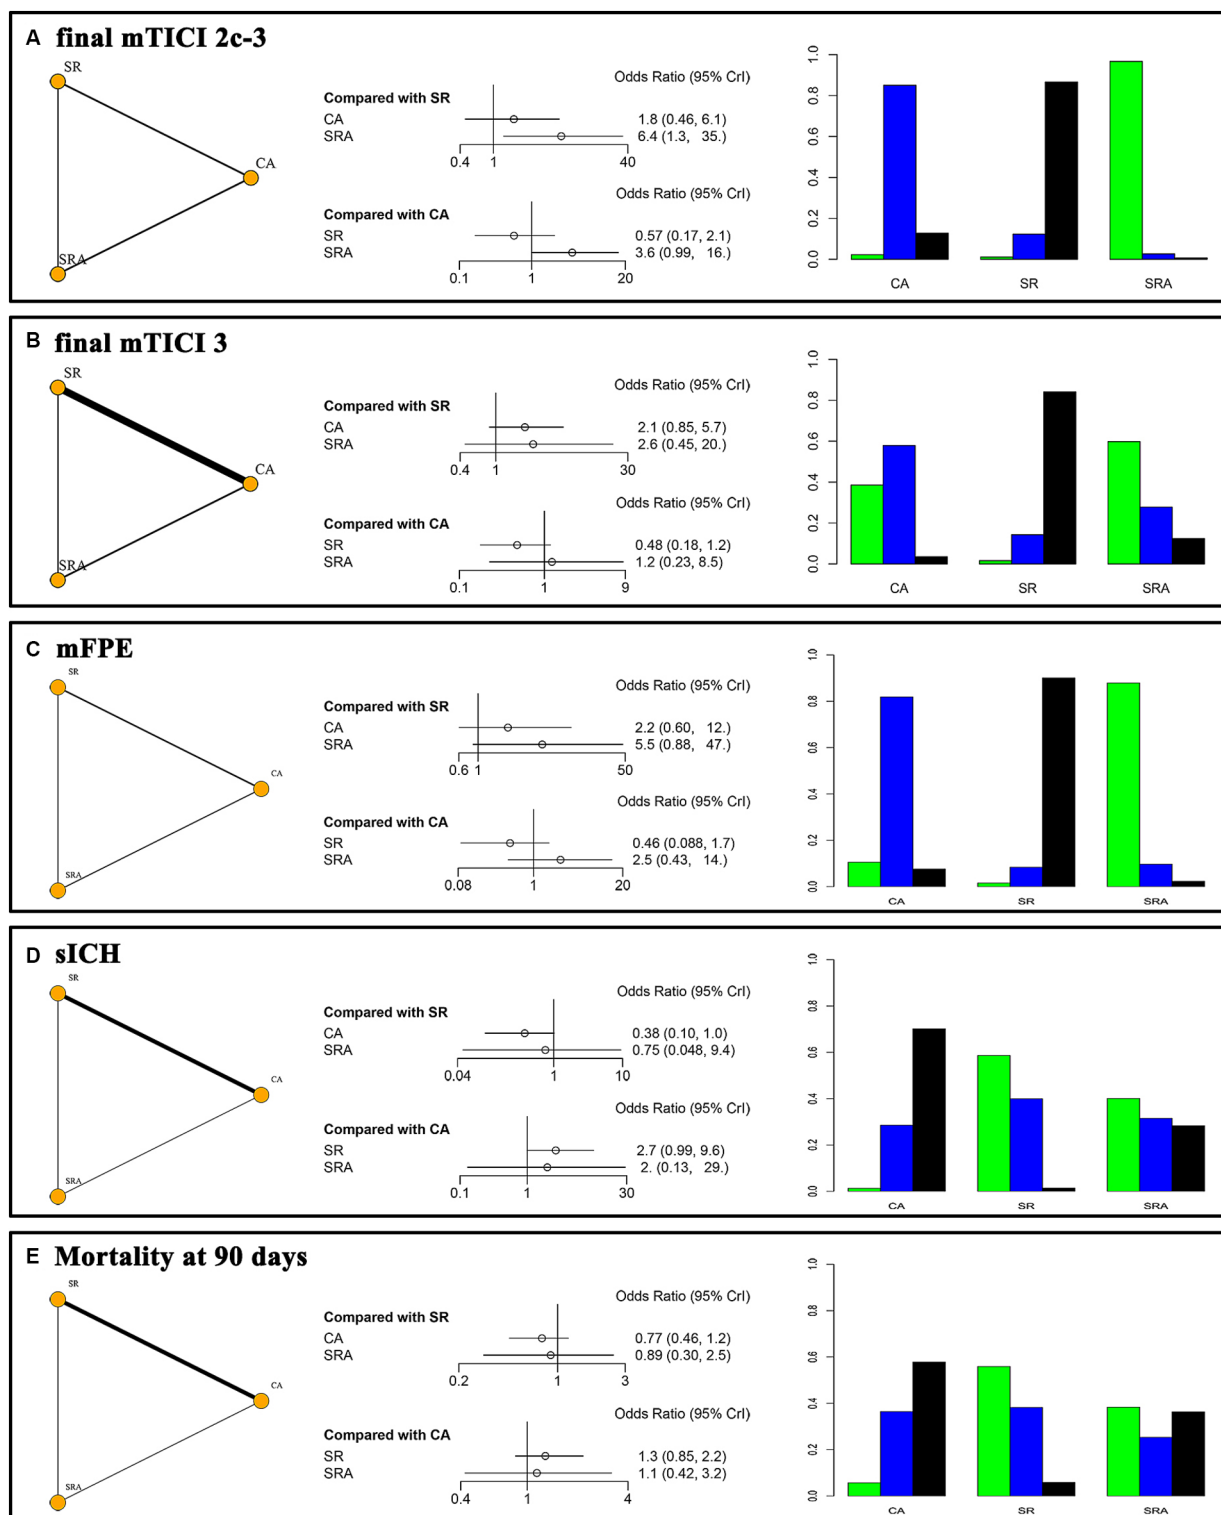 A final mTICI 2c-3
SR
CA
SRA
Odds Ratio (95% CrI)
Compared with SR
CA 1.8 (0.46, 6.1)
SRA 6.4 (1.3, 35.)
0.4 1 40
Odds Ratio (95% CrI)
Compared with CA
SR 0.57 (0.17, 2.1)
SRA 3.6 (0.99, 16.)
0.1 1 20
1.0
0.8
0.6
0.4
0.2
0.0
CA SR SRA
B final mTICI 3
SR
CA
SRA
Odds Ratio (95% CrI)
Compared with SR
CA 2.1 (0.85, 5.7)
SRA 2.6 (0.45, 20.)
0.4 1 30
Odds Ratio (95% CrI)
Compared with CA
SR 0.48 (0.18, 1.2)
SRA 1.2 (0.23, 8.5)
0.1 1 9
1.0
0.8
0.6
0.4
0.2
0.0
CA SR SRA
C mFPE
SR
CA
SRA
Odds Ratio (95% CrI)
Compared with SR
CA 2.2 (0.60, 12.)
SRA 5.5 (0.88, 47.)
0.6 1 50
Odds Ratio (95% CrI)
Compared with CA
SR 0.46 (0.088, 1.7)
SRA 2.5 (0.43, 14.)
0.08 1 20
1.0
0.8
0.6
0.4
0.2
0.0
CA SR SRA
D sICH
SR
CA
SRA
Odds Ratio (95% CrI)
Compared with SR
CA 0.38 (0.10, 1.0)
SRA 0.75 (0.048, 9.4)
0.04 1 10
Odds Ratio (95% CrI)
Compared with CA
SR 2.7 (0.99, 9.6)
SRA 2. (0.13, 29.)
0.1 1 30
1.0
0.8
0.6
0.4
0.2
0.0
CA SR SRA
E Mortality at 90 days
SR
CA
SRA
Odds Ratio (95% CrI)
Compared with SR
CA 0.77 (0.46, 1.2)
SRA 0.89 (0.30, 2.5)
0.2 1 3
Odds Ratio (95% CrI)
Compared with CA
SR 1.3 (0.85, 2.2)
SRA 1.1 (0.42, 3.2)
0.4 1 4
1.0
0.8
0.6
0.4
0.2
0.0
CA SR SRA